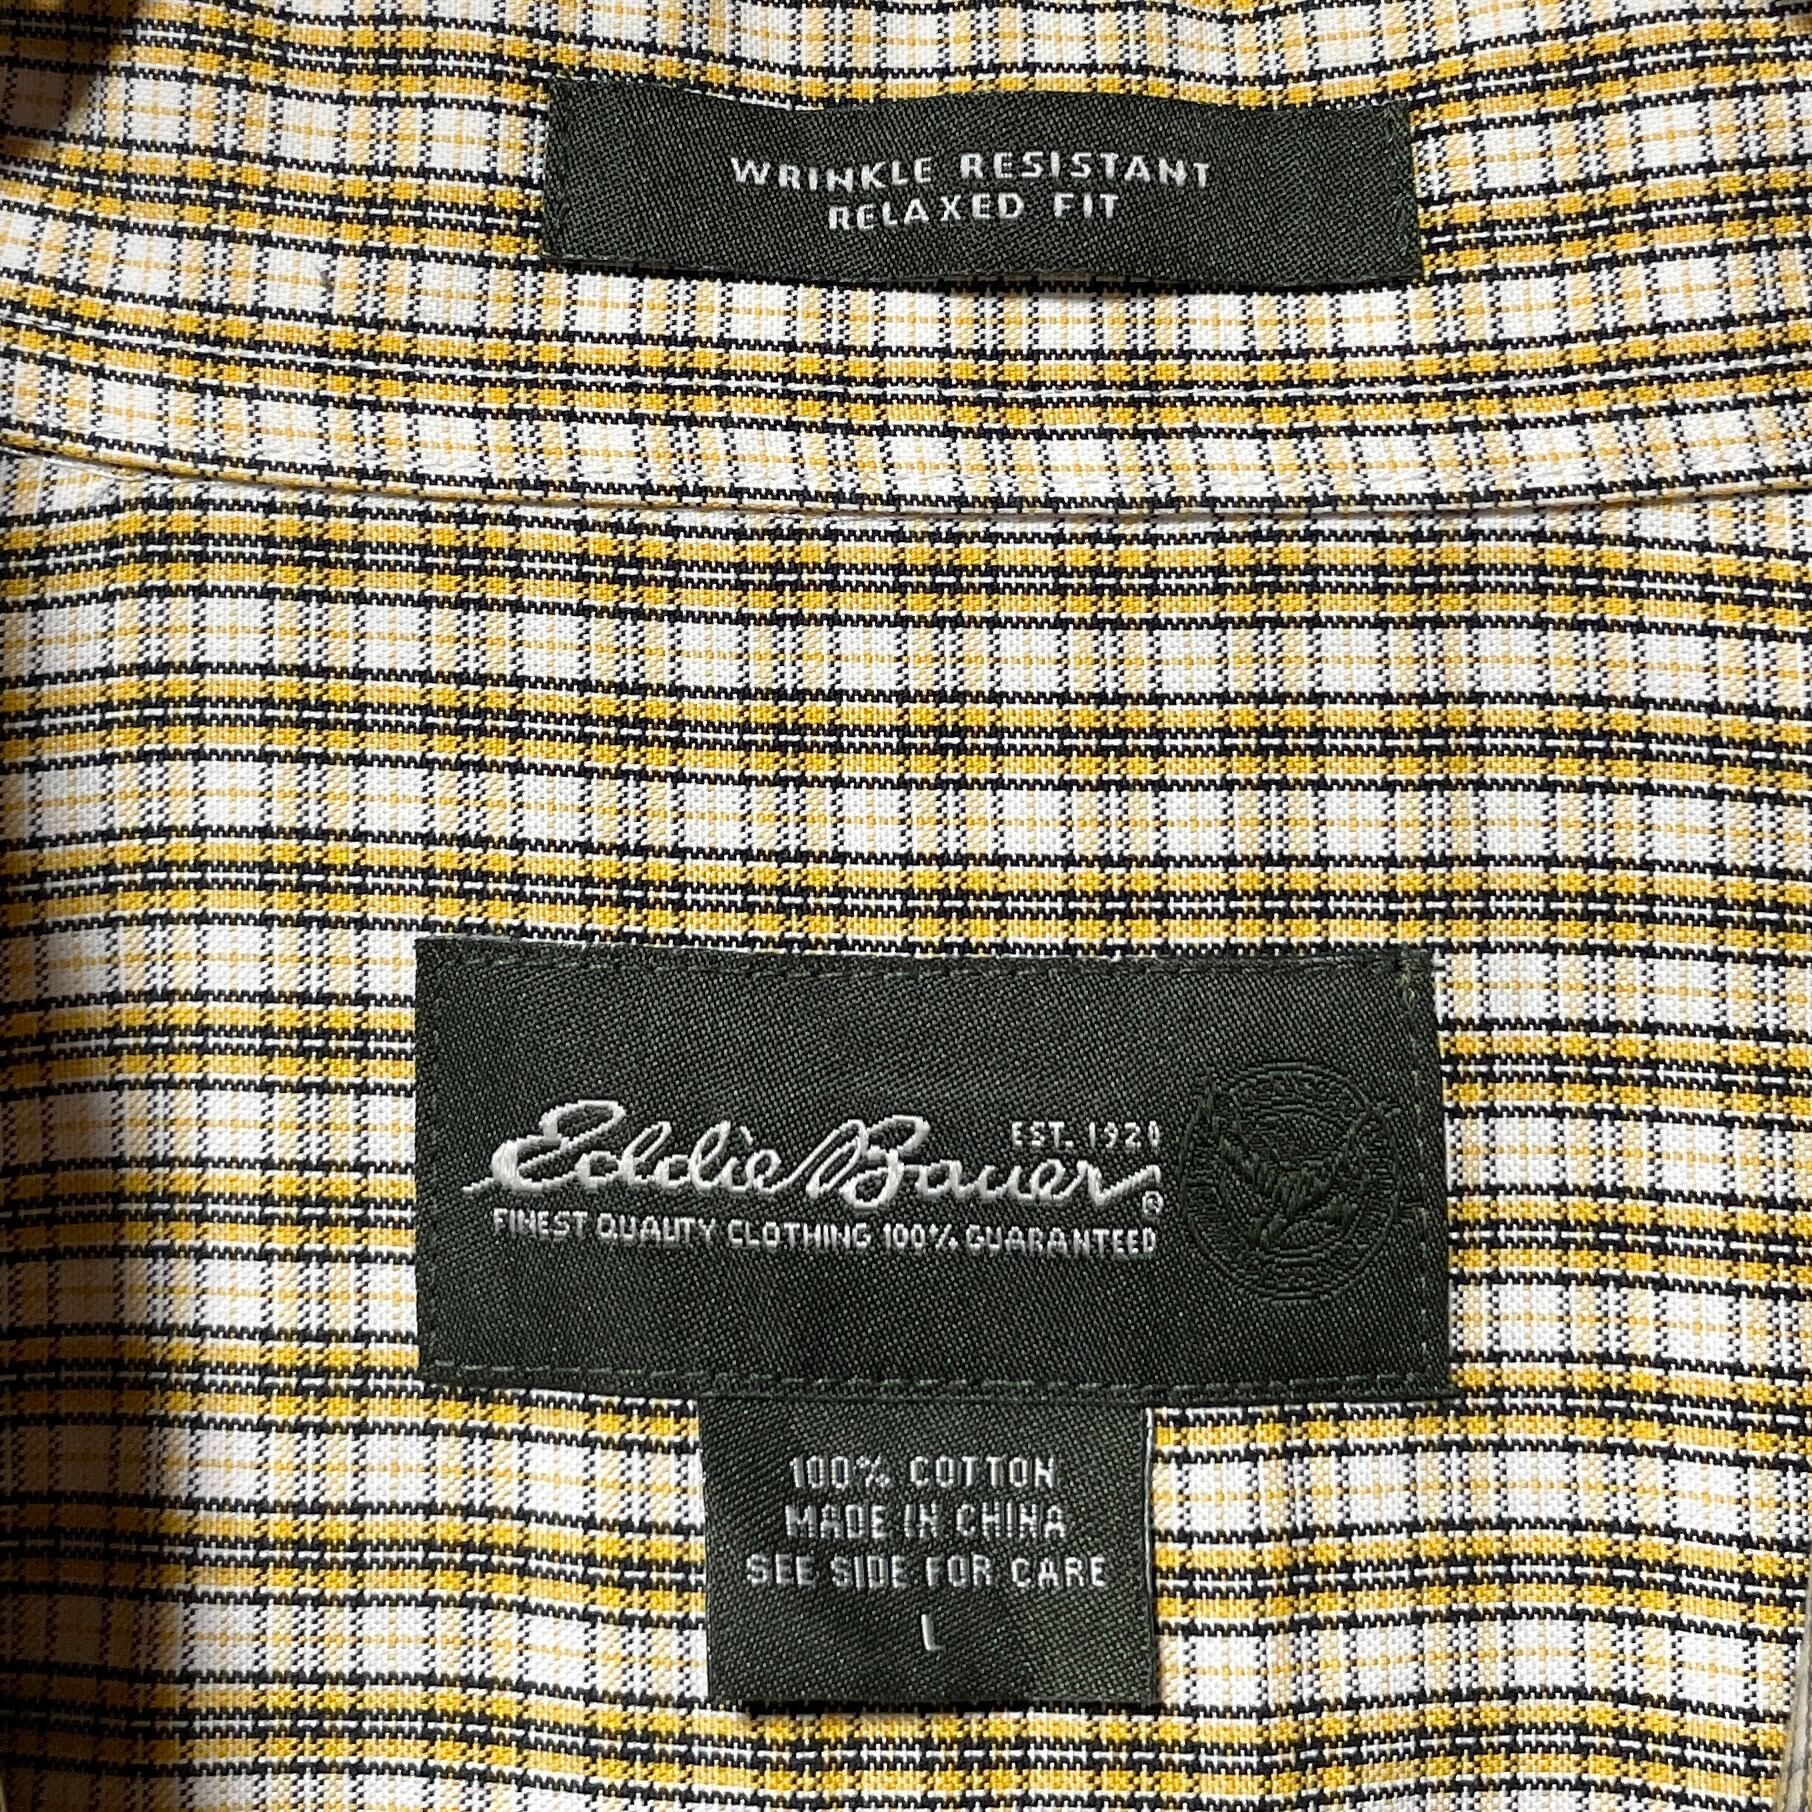 WRINKLE RESISTANT
RELAXED FIT
EST. 1920
Eddie Bauer®
FINEST QUALITY CLOTHING 100% GUARANTEED
100% COTTON
MADE IN CHINA
SEE SIDE FOR CARE
L